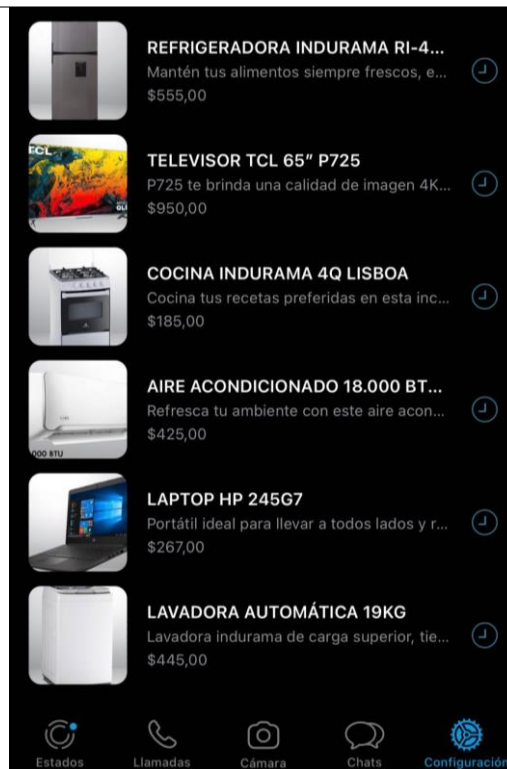 REFRIGERADORA INDURAMA RI-4...
Mantén tus alimentos siempre frescos, e...
$555,00
TCL
TELEVISOR TCL 65” P725
P725 te brinda una calidad de imagen 4K...
$950,00
COCINA INDURAMA 4Q LISBOA
Cocina tus recetas preferidas en esta inc...
$185,00
AIRE ACONDICIONADO 18.000 BT...
Refresca tu ambiente con este aire acon...
$425,00
000 BTU
LAPTOP HP 245G7
Portátil ideal para llevar a todos lados y r...
$267,00
LAVADORA AUTOMÁTICA 19KG
Lavadora indurama de carga superior, tie...
$445,00
Estados
Llamadas
Cámara
Chats
Configuración